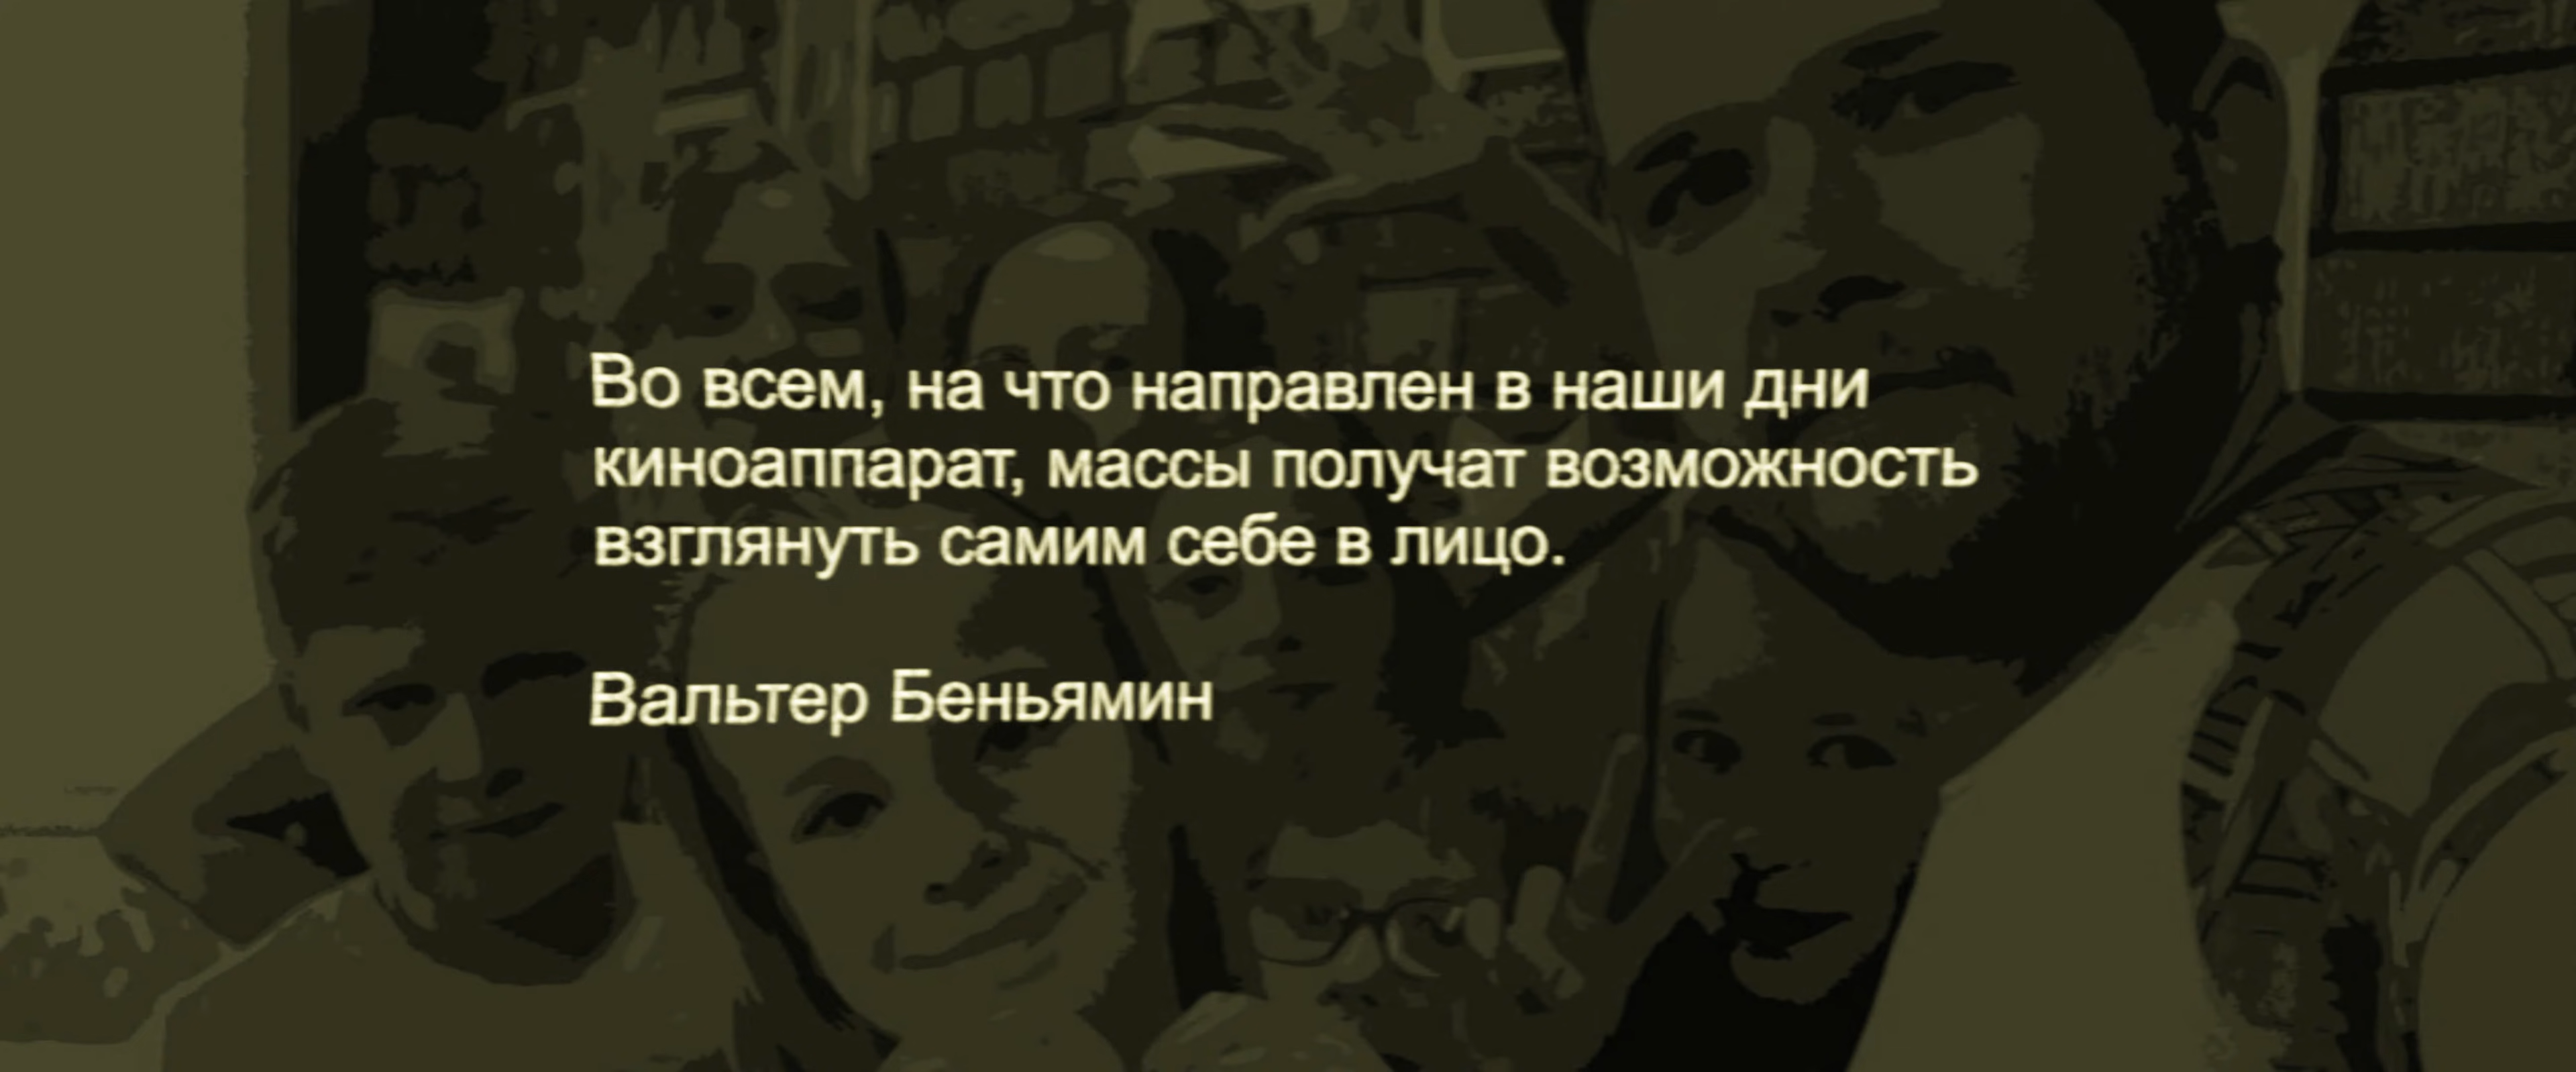 Во всем, на что направлен в наши дни
киноаппарат, массы получат возможность
взглянуть самим себе в лицо.
Вальтер Беньямин